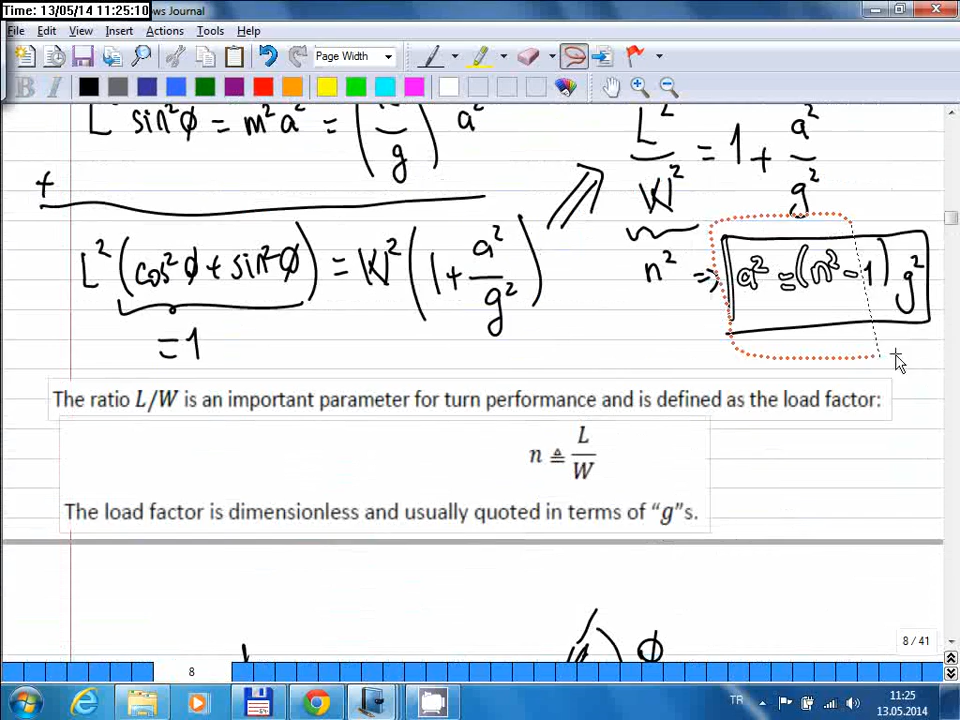 Time: 13/05/14 11:25:10
ws Journal
File Edit View Insert Actions Tools Help
Page Width
B I
L² sin²ϕ = m²a² = ( /g) a²
L²/W² = 1 + a²/g²
+
L² (cos²ϕ + sin²ϕ) = W² (1 + a²/g²)
n² => a² = (n² - 1) g²
= 1
The ratio L/W is an important parameter for turn performance and is defined as the load factor:
n ≜ L/W
The load factor is dimensionless and usually quoted in terms of “g”s.
ϕ
8 / 41
8
TR
11:25
13.05.2014